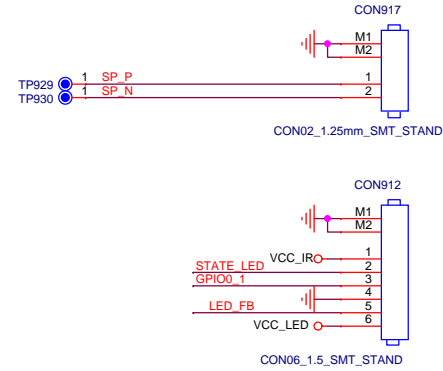 CON917
M1
M2
TP929 1 SP_P 1
TP930 1 SP_N 2
CON02_1.25mm_SMT_STAND
CON912
M1
M2
VCC_IR 1
STATE_LED 2
GPIO0_1 3
4
LED_FB 5
VCC_LED 6
CON06_1.5_SMT_STAND